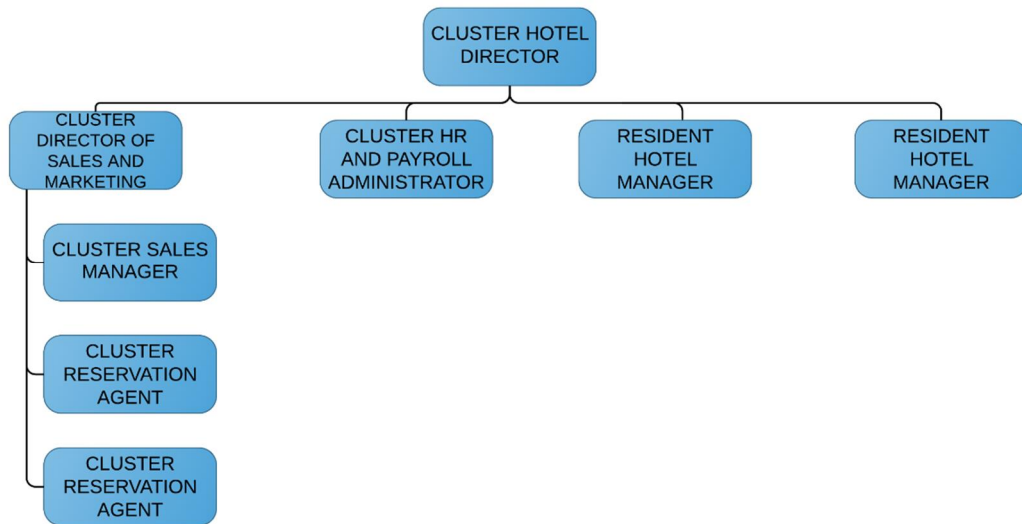 CLUSTER HOTEL
DIRECTOR
CLUSTER
DIRECTOR OF
SALES AND
MARKETING
CLUSTER HR
AND PAYROLL
ADMINISTRATOR
RESIDENT
HOTEL
MANAGER
RESIDENT
HOTEL
MANAGER
CLUSTER SALES
MANAGER
CLUSTER
RESERVATION
AGENT
CLUSTER
RESERVATION
AGENT